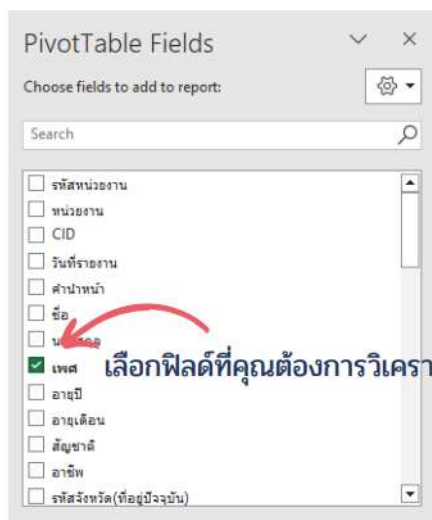 PivotTable Fields
Choose fields to add to report:
Search
รหัสหน่วยงาน
หน่วยงาน
CID
วันที่รายงาน
คำนำหน้า
ชื่อ
เพศ
เลือกฟิลด์ที่คุณต้องการวิเครา
อายุปี
อายุเดือน
สัญชาติ
อาชีพ
รหัสจังหวัด(ที่อยู่ปัจจุบัน)